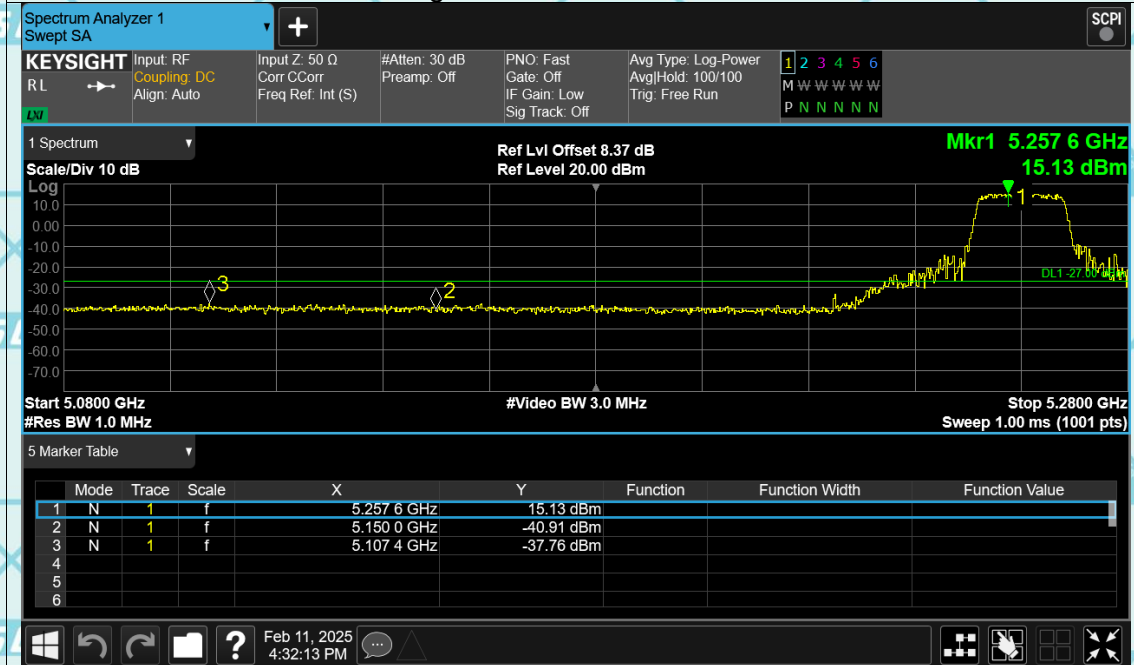 Spectrum Analyzer 1
Swept SA
+
SCPI
KEYSIGHT Input: RF Input Z: 50 Ω #Atten: 30 dB PNO: Fast Avg Type: Log-Power 1 2 3 4 5 6
R L Coupling: DC Corr CCorr Preamp: Off Gate: Off Avg|Hold: 100/100 M W W W W W
Align: Auto Freq Ref: Int (S) IF Gain: Low Trig: Free Run P N N N N N
LXI Sig Track: Off
1 Spectrum
Ref Lvl Offset 8.37 dB Mkr1 5.257 6 GHz
Scale/Div 10 dB Ref Level 20.00 dBm 15.13 dBm
Log
10.0
0.00
-10.0
-20.0
-30.0
-40.0
-50.0
-60.0
-70.0
1
2
3
DL1 -27.00 dBm
Start 5.0800 GHz #Video BW 3.0 MHz Stop 5.2800 GHz
#Res BW 1.0 MHz Sweep 1.00 ms (1001 pts)
5 Marker Table
Mode Trace Scale X Y Function Function Width Function Value
1 N 1 f 5.257 6 GHz 15.13 dBm
2 N 1 f 5.150 0 GHz -40.91 dBm
3 N 1 f 5.107 4 GHz -37.76 dBm
4
5
6
?
Feb 11, 2025
4:32:13 PM